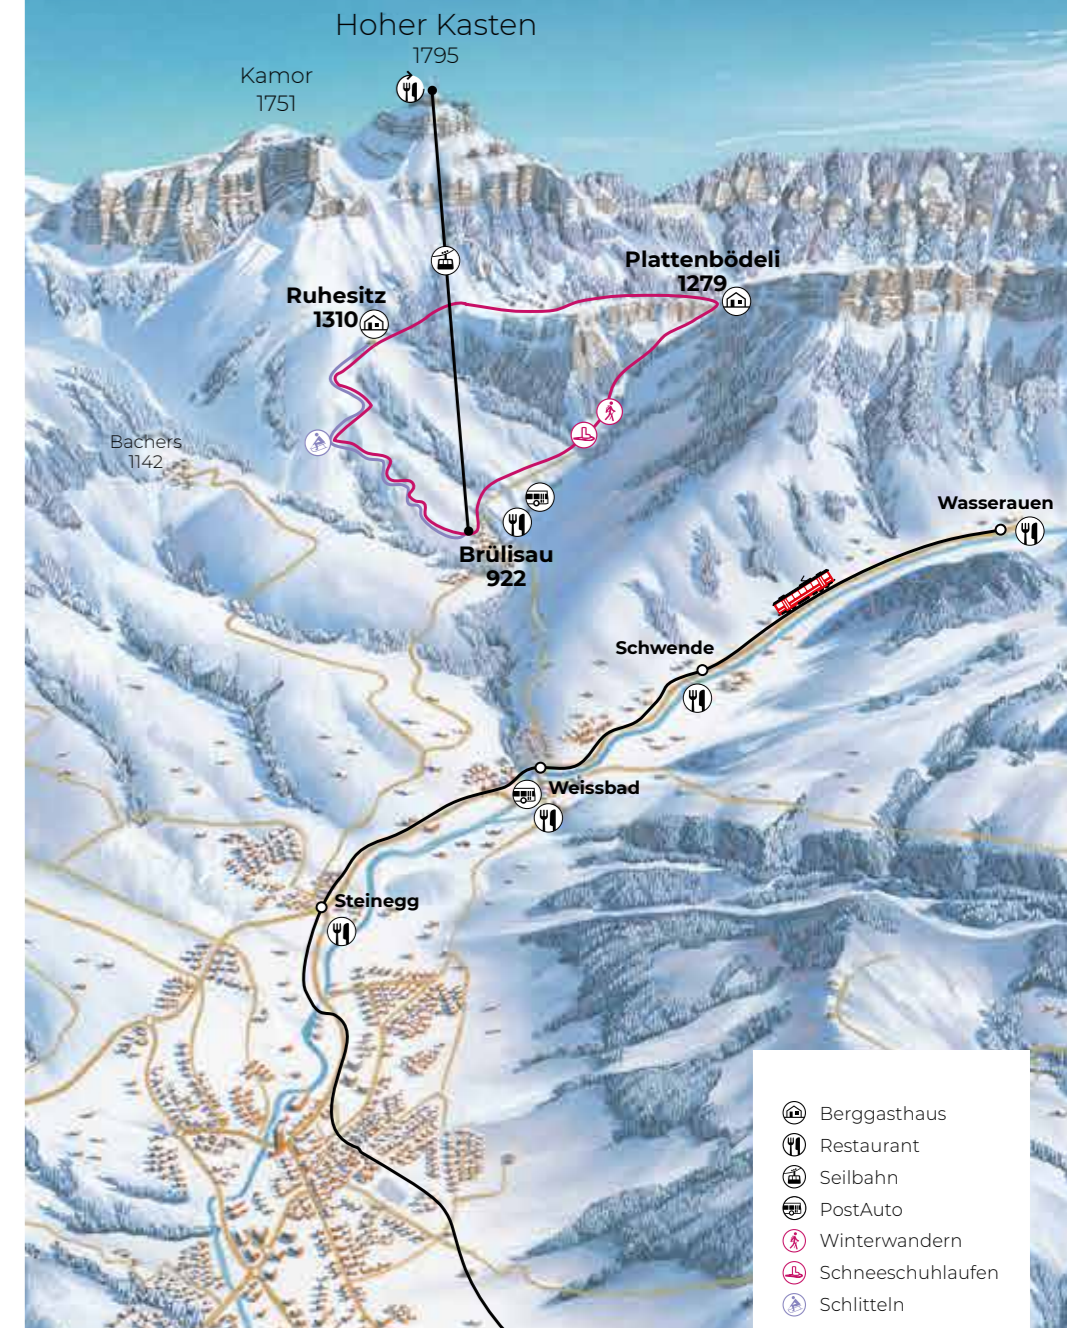 Hoher Kasten
1795
Kamor
1751
Plattenbödeli
1279
Ruhesitz
1310
Bachers
1142
Wasserauen
Brülisau
922
Schwende
Weissbad
Steinegg
Berggasthaus
Restaurant
Seilbahn
PostAuto
Winterwandern
Schneeschuhlaufen
Schlitteln